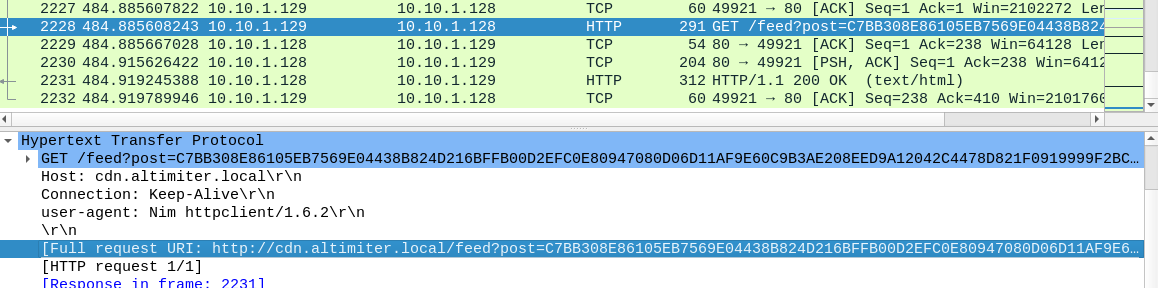 2227 484.885607822 10.10.1.129 10.10.1.128 TCP 60 49921 → 80 [ACK] Seq=1 Ack=1 Win=2102272 Ler
2228 484.885608243 10.10.1.129 10.10.1.128 HTTP 291 GET /feed?post=C7BB308E86105EB7569E04438B824
2229 484.885667028 10.10.1.128 10.10.1.129 TCP 54 80 → 49921 [ACK] Seq=1 Ack=238 Win=64128 Ler
2230 484.915626422 10.10.1.128 10.10.1.129 TCP 204 80 → 49921 [PSH, ACK] Seq=1 Ack=238 Win=6412
2231 484.919245388 10.10.1.128 10.10.1.129 HTTP 312 HTTP/1.1 200 OK (text/html)
2232 484.919789946 10.10.1.129 10.10.1.128 TCP 60 49921 → 80 [ACK] Seq=238 Ack=410 Win=2101760
Hypertext Transfer Protocol
GET /feed?post=C7BB308E86105EB7569E04438B824D216BFFB00D2EFC0E80947080D06D11AF9E60C9B3AE208EED9A12042C4478D821F0919999F2BC…
Host: cdn.altimiter.local\r\n
Connection: Keep-Alive\r\n
user-agent: Nim httpclient/1.6.2\r\n
\r\n
[Full request URI: http://cdn.altimiter.local/feed?post=C7BB308E86105EB7569E04438B824D216BFFB00D2EFC0E80947080D06D11AF9E6…
[HTTP request 1/1]
[Response in frame: 2231]